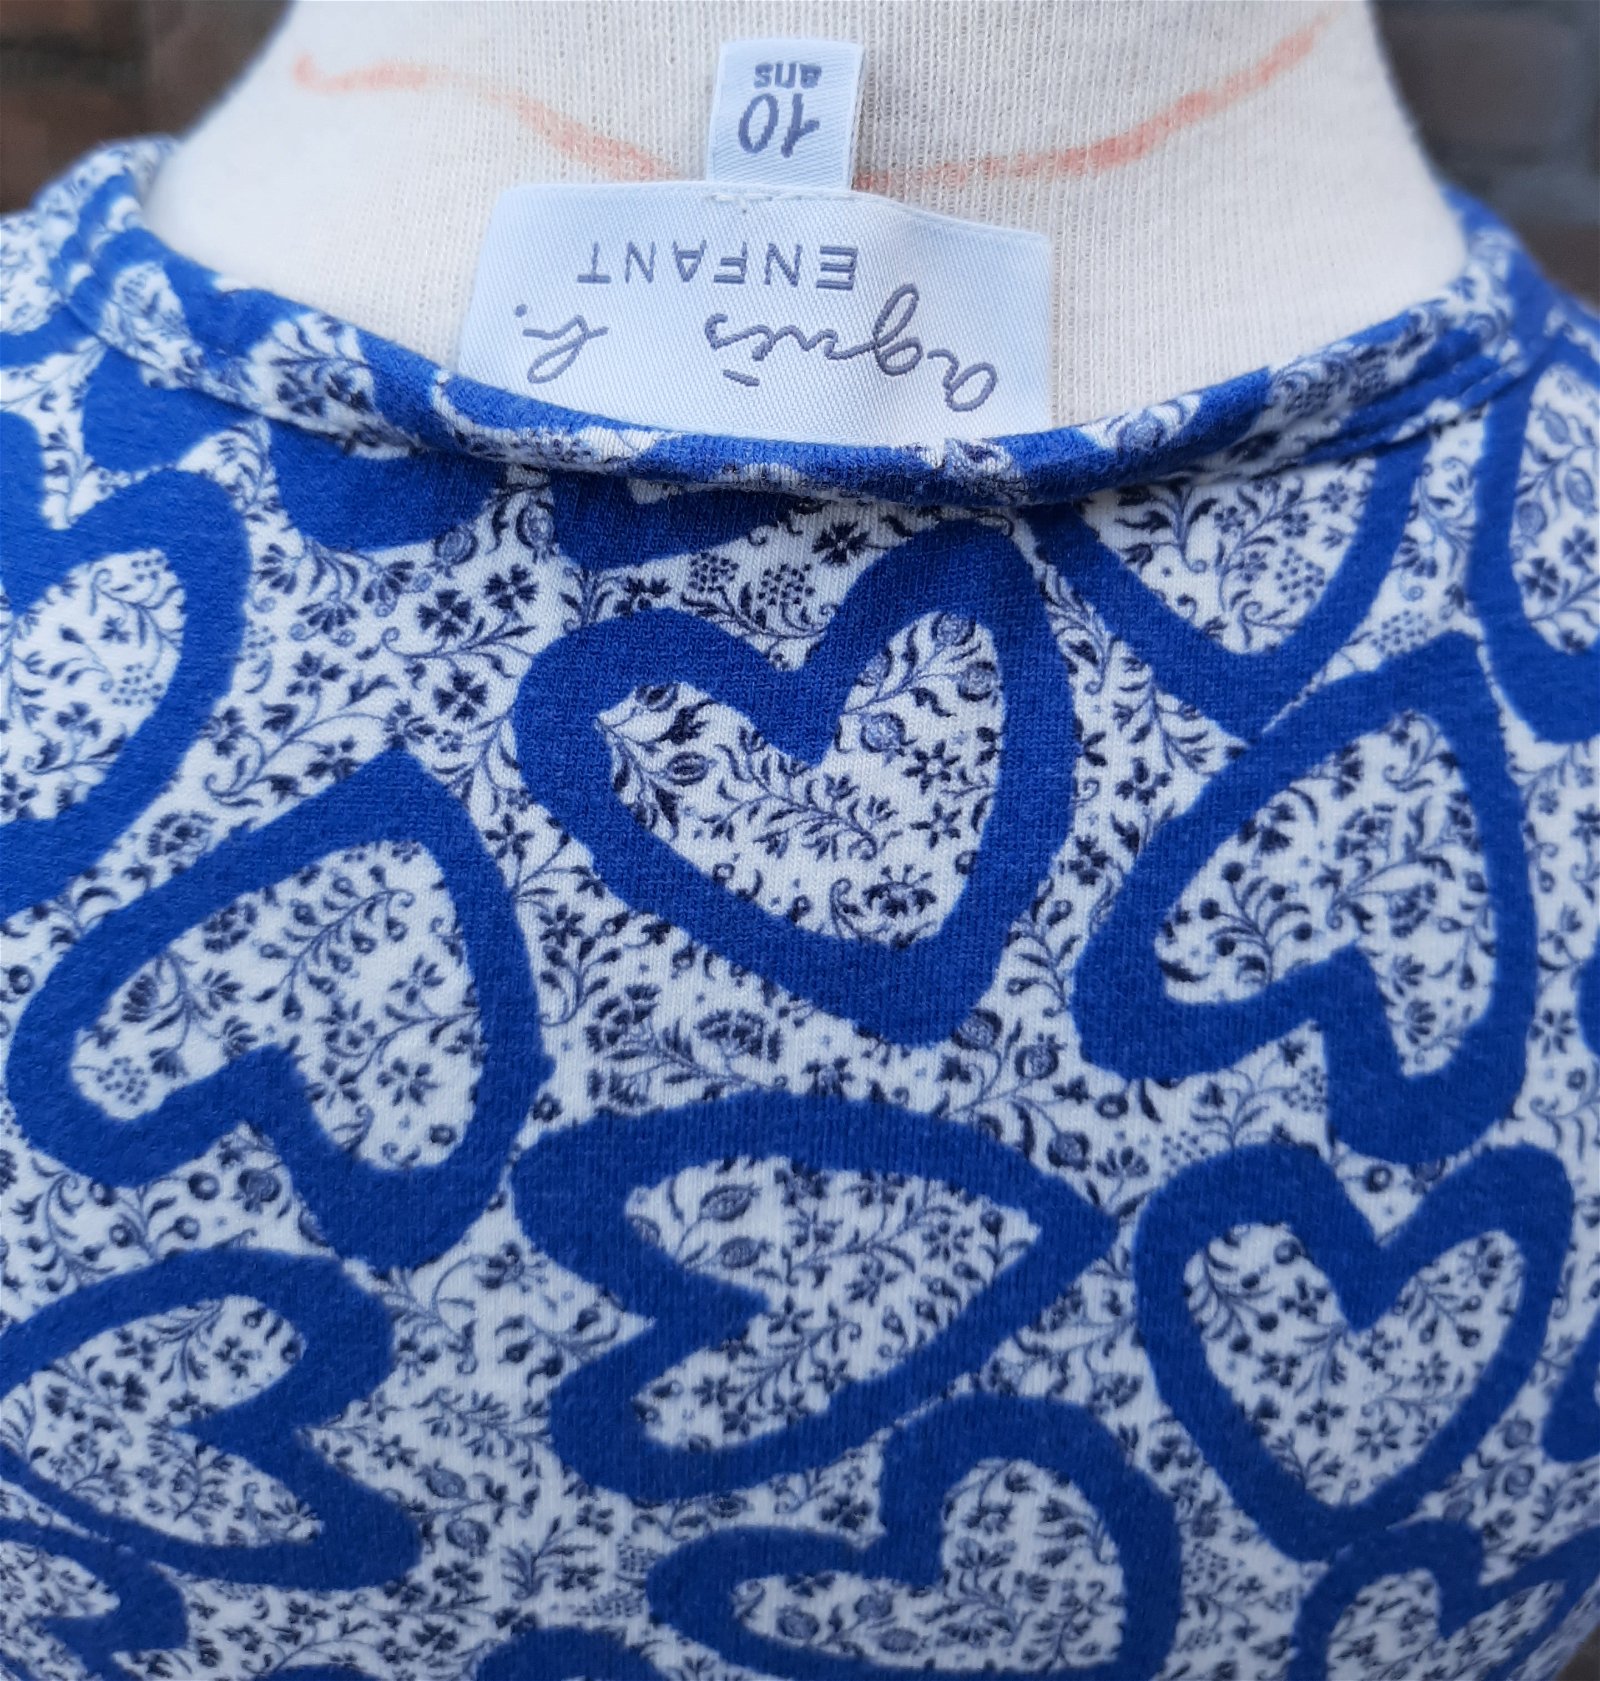 agnès b.
ENFANT
10
ans